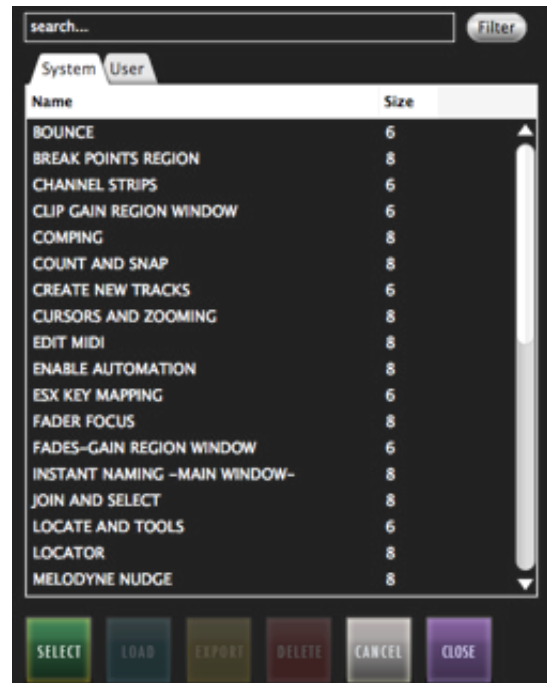 search...
Filter
System User
Name Size
BOUNCE 6
BREAK POINTS REGION 8
CHANNEL STRIPS 6
CLIP GAIN REGION WINDOW 6
COMPING 8
COUNT AND SNAP 8
CREATE NEW TRACKS 6
CURSORS AND ZOOMING 8
EDIT MIDI 8
ENABLE AUTOMATION 8
ESX KEY MAPPING 6
FADER FOCUS 8
FADES-GAIN REGION WINDOW 6
INSTANT NAMING -MAIN WINDOW- 8
JOIN AND SELECT 8
LOCATE AND TOOLS 6
LOCATOR 8
MELODYNE NUDGE 8
SELECT LOAD EXPORT DELETE CANCEL CLOSE